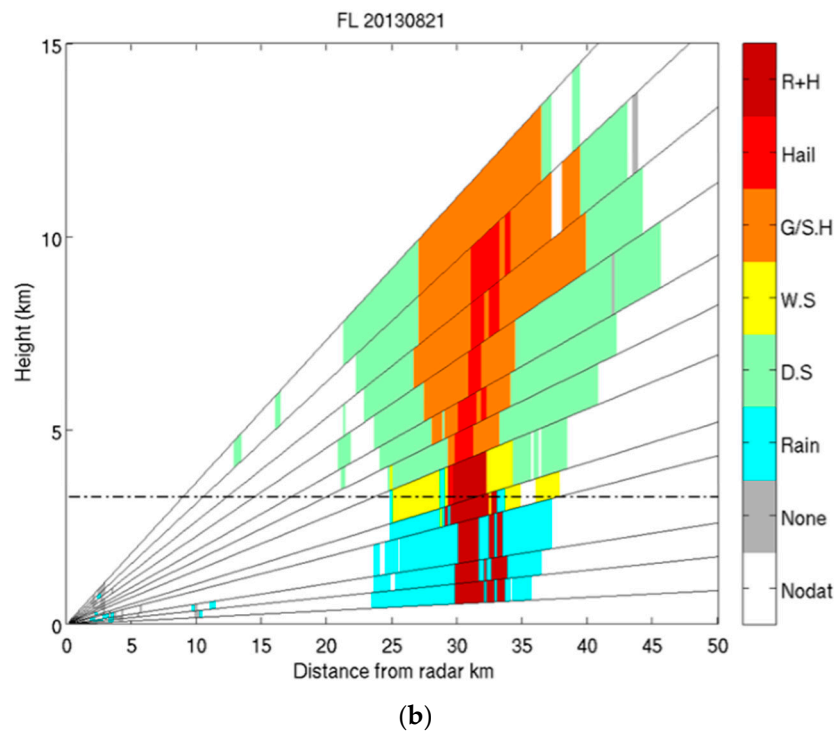 FL 20130821
15
10
5
0
Height (km)
0 5 10 15 20 25 30 35 40 45 50
Distance from radar km
R+H
Hail
G/S.H
W.S
D.S
Rain
None
Nodat
(b)